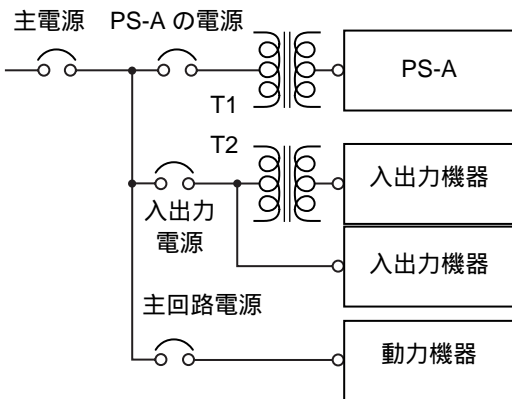 主電源
PS-A の電源
PS-A
T1
T2
入出力機器
入出力
電源
入出力機器
主回路電源
動力機器